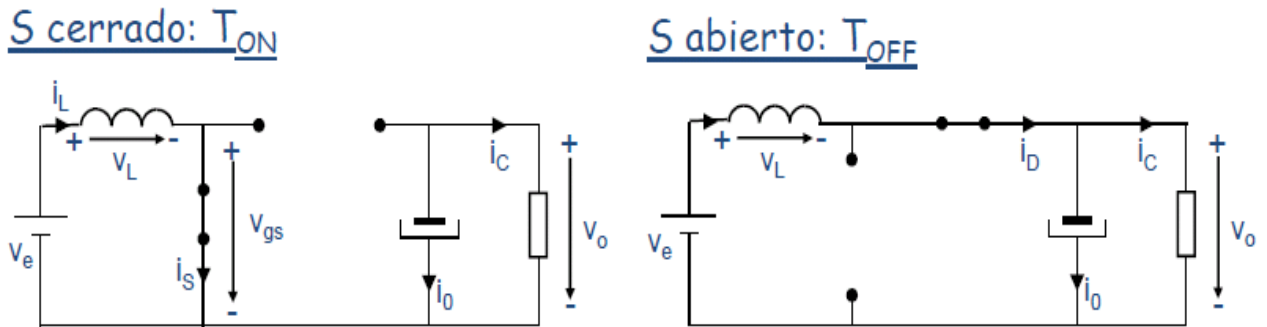 S cerrado: TON
S abierto: TOFF
iL
+ -
vL
ve
iS
+
vgs
-
iC
i0
+
vo
-
+ -
vL
ve
iD
iC
i0
+
vo
-